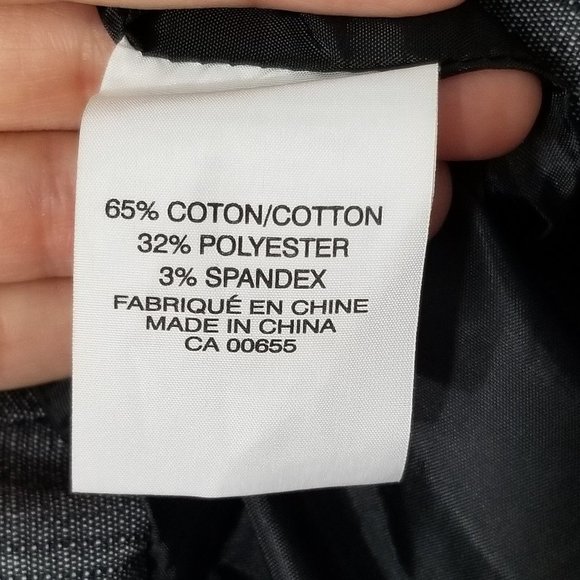 65% COTON/COTTON
32% POLYESTER
3% SPANDEX
FABRIQUÉ EN CHINE
MADE IN CHINA
CA 00655